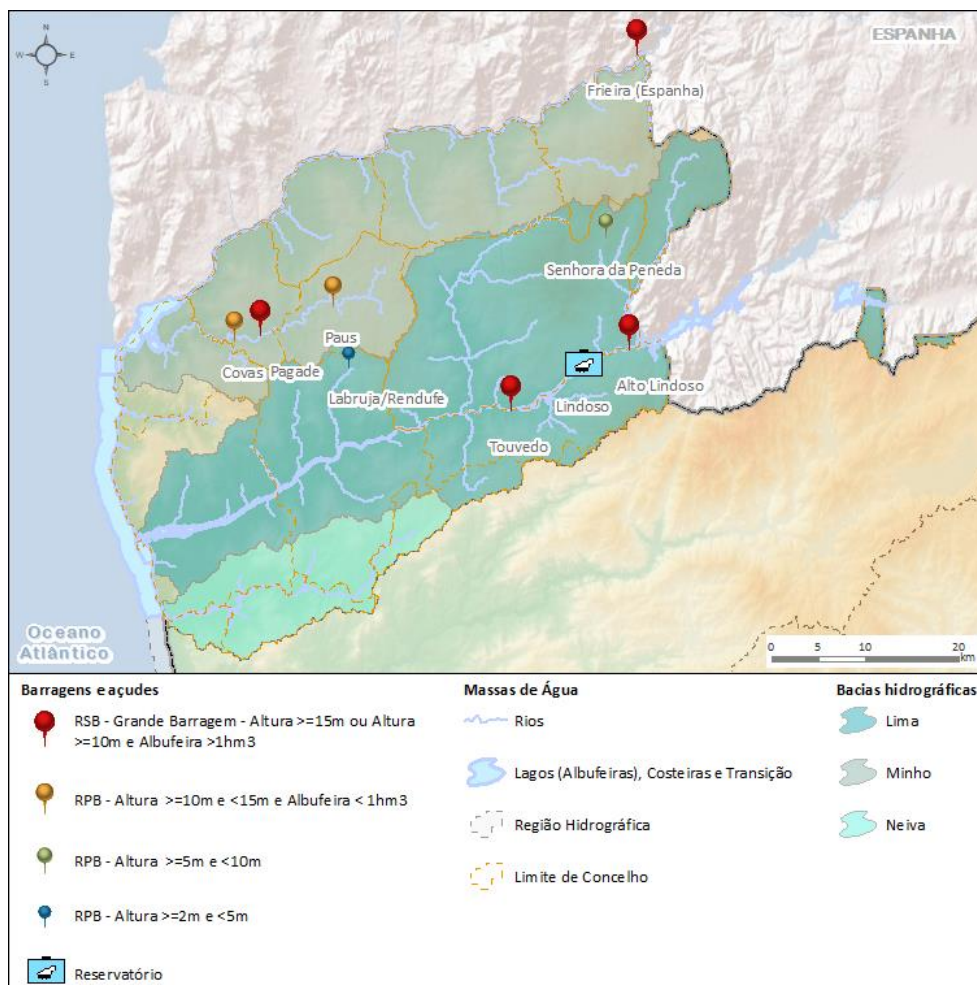 N
W E
S
ESPANHA
Frieira (Espanha)
Senhora da Peneda
Paus
Covas
Pagade
Labruja/Rendufe
Alto Lindoso
Lindoso
Touvedo
Oceano
Atlântico
0 5 10 20
km
Barragens e açudes
RSB - Grande Barragem - Altura >=15m ou Altura
>=10m e Albufeira >1hm3
RPB - Altura >=10m e <15m e Albufeira < 1hm3
RPB - Altura >=5m e <10m
RPB - Altura >=2m e <5m
Reservatório
Massas de Água
Rios
Lagos (Albufeiras), Costeiras e Transição
Região Hidrográfica
Limite de Concelho
Bacias hidrográficas
Lima
Minho
Neiva